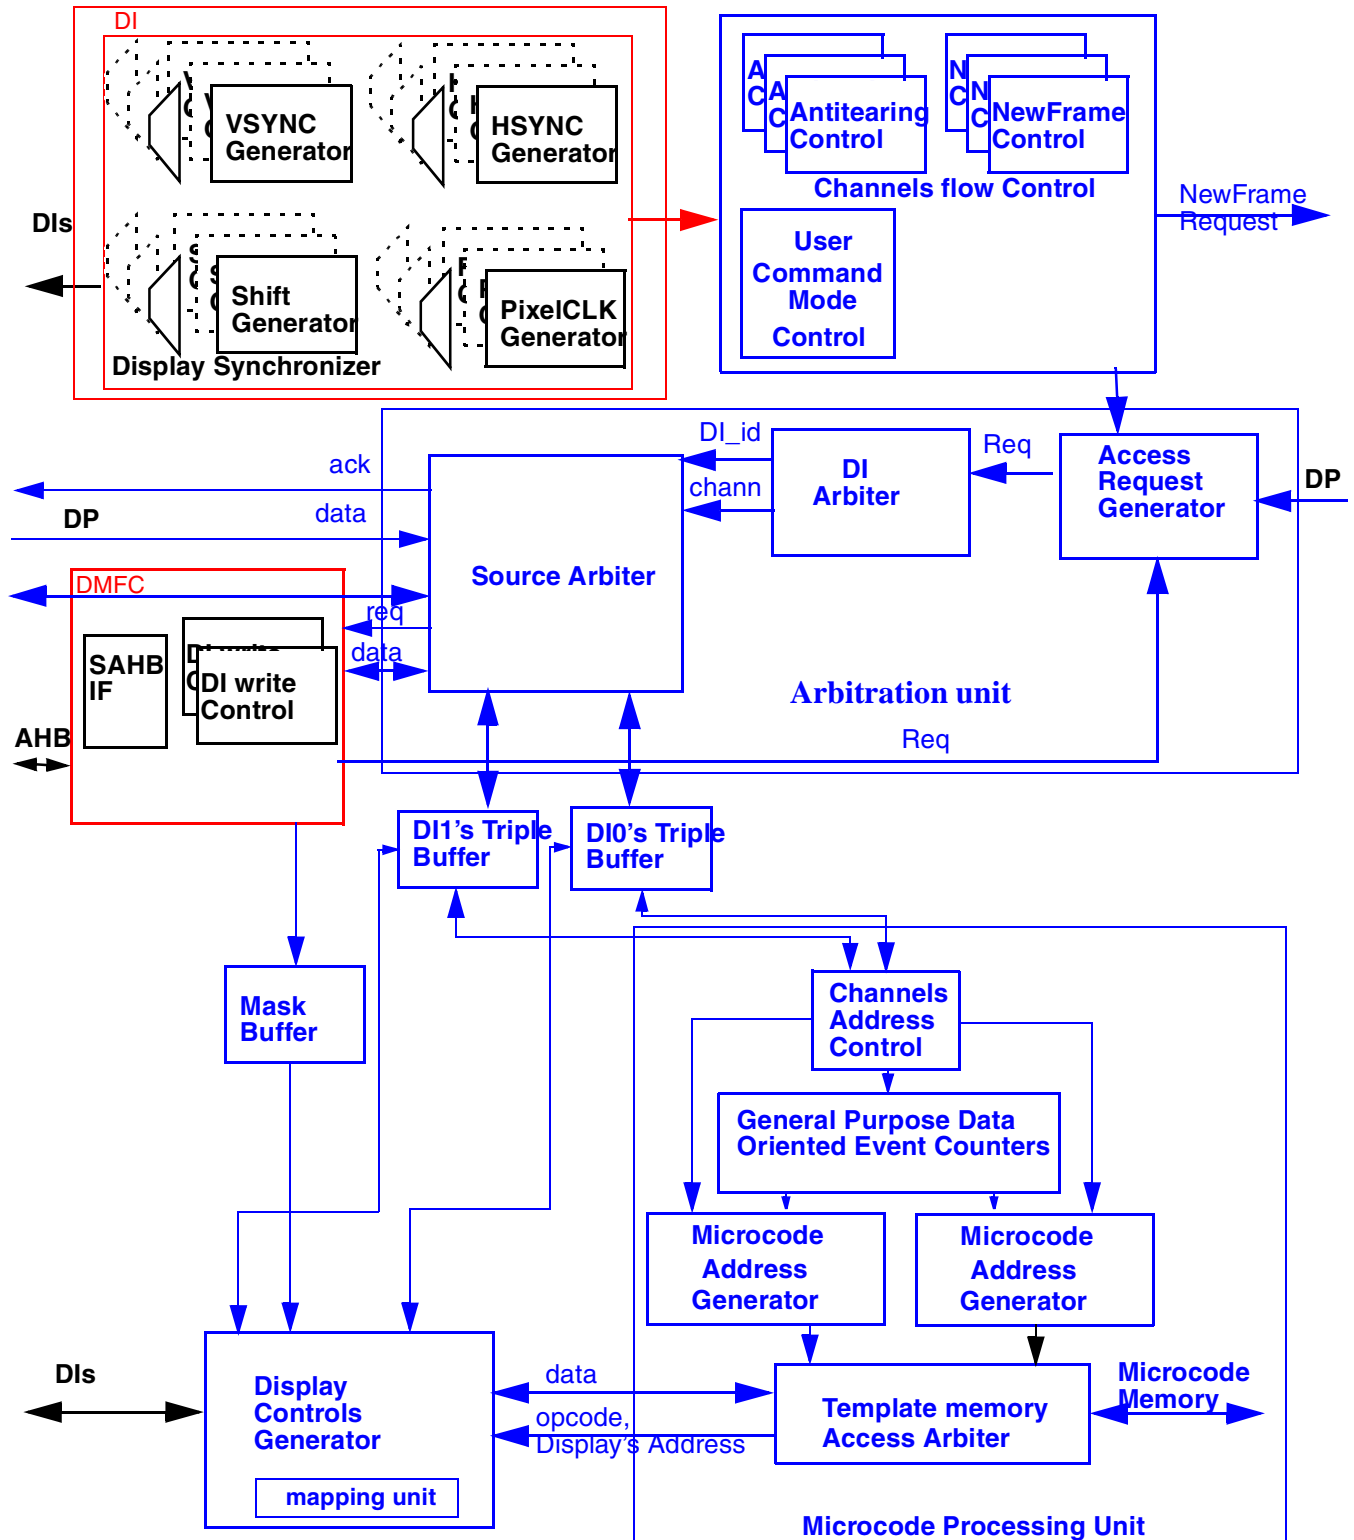 DI
V
V
VSYNC
Generator
H
HSYNC
Generator
S
S
Shift
Generator
P
P
PixelCLK
Generator
Display Synchronizer
DIs
A
C
A
C
Antitearing
Control
N
C
N
C
NewFrame
Control
Channels flow Control
User
Command
Mode
Control
NewFrame
Request
ack
DP
data
DI_id
chann
DI
Arbiter
Req
Access
Request
Generator
DP
Source Arbiter
DMFC
req
data
SAHB
IF
DI write
C
DI write
Control
AHB
Arbitration unit
Req
DI1's Triple
Buffer
DI0's Triple
Buffer
Mask
Buffer
Channels
Address
Control
General Purpose Data
Oriented Event Counters
Microcode
Address
Generator
Microcode
Address
Generator
DIs
Display
Controls
Generator
mapping unit
data
opcode,
Display's Address
Template memory
Access Arbiter
Microcode
Memory
Microcode Processing Unit